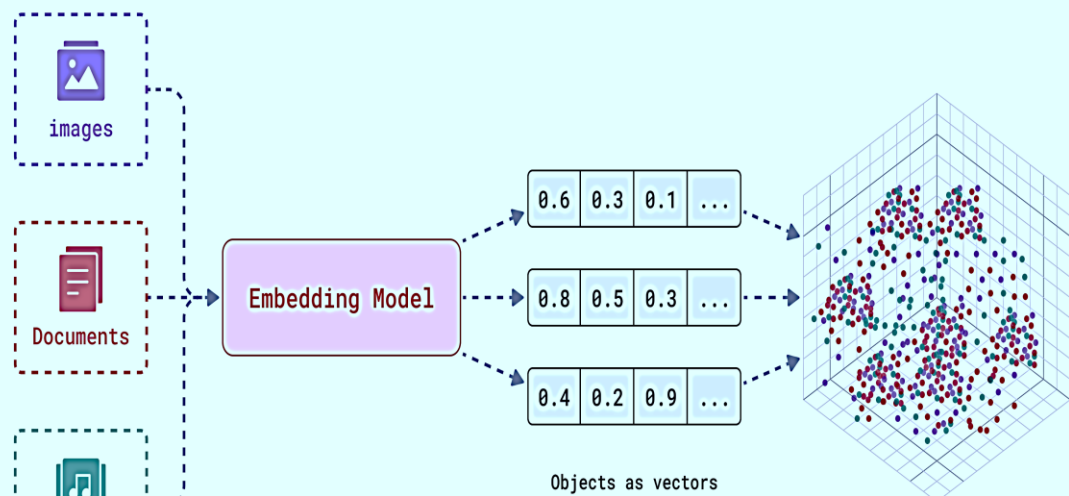 images
Documents
Embedding Model
0.6 0.3 0.1 ...
0.8 0.5 0.3 ...
0.4 0.2 0.9 ...
Objects as vectors